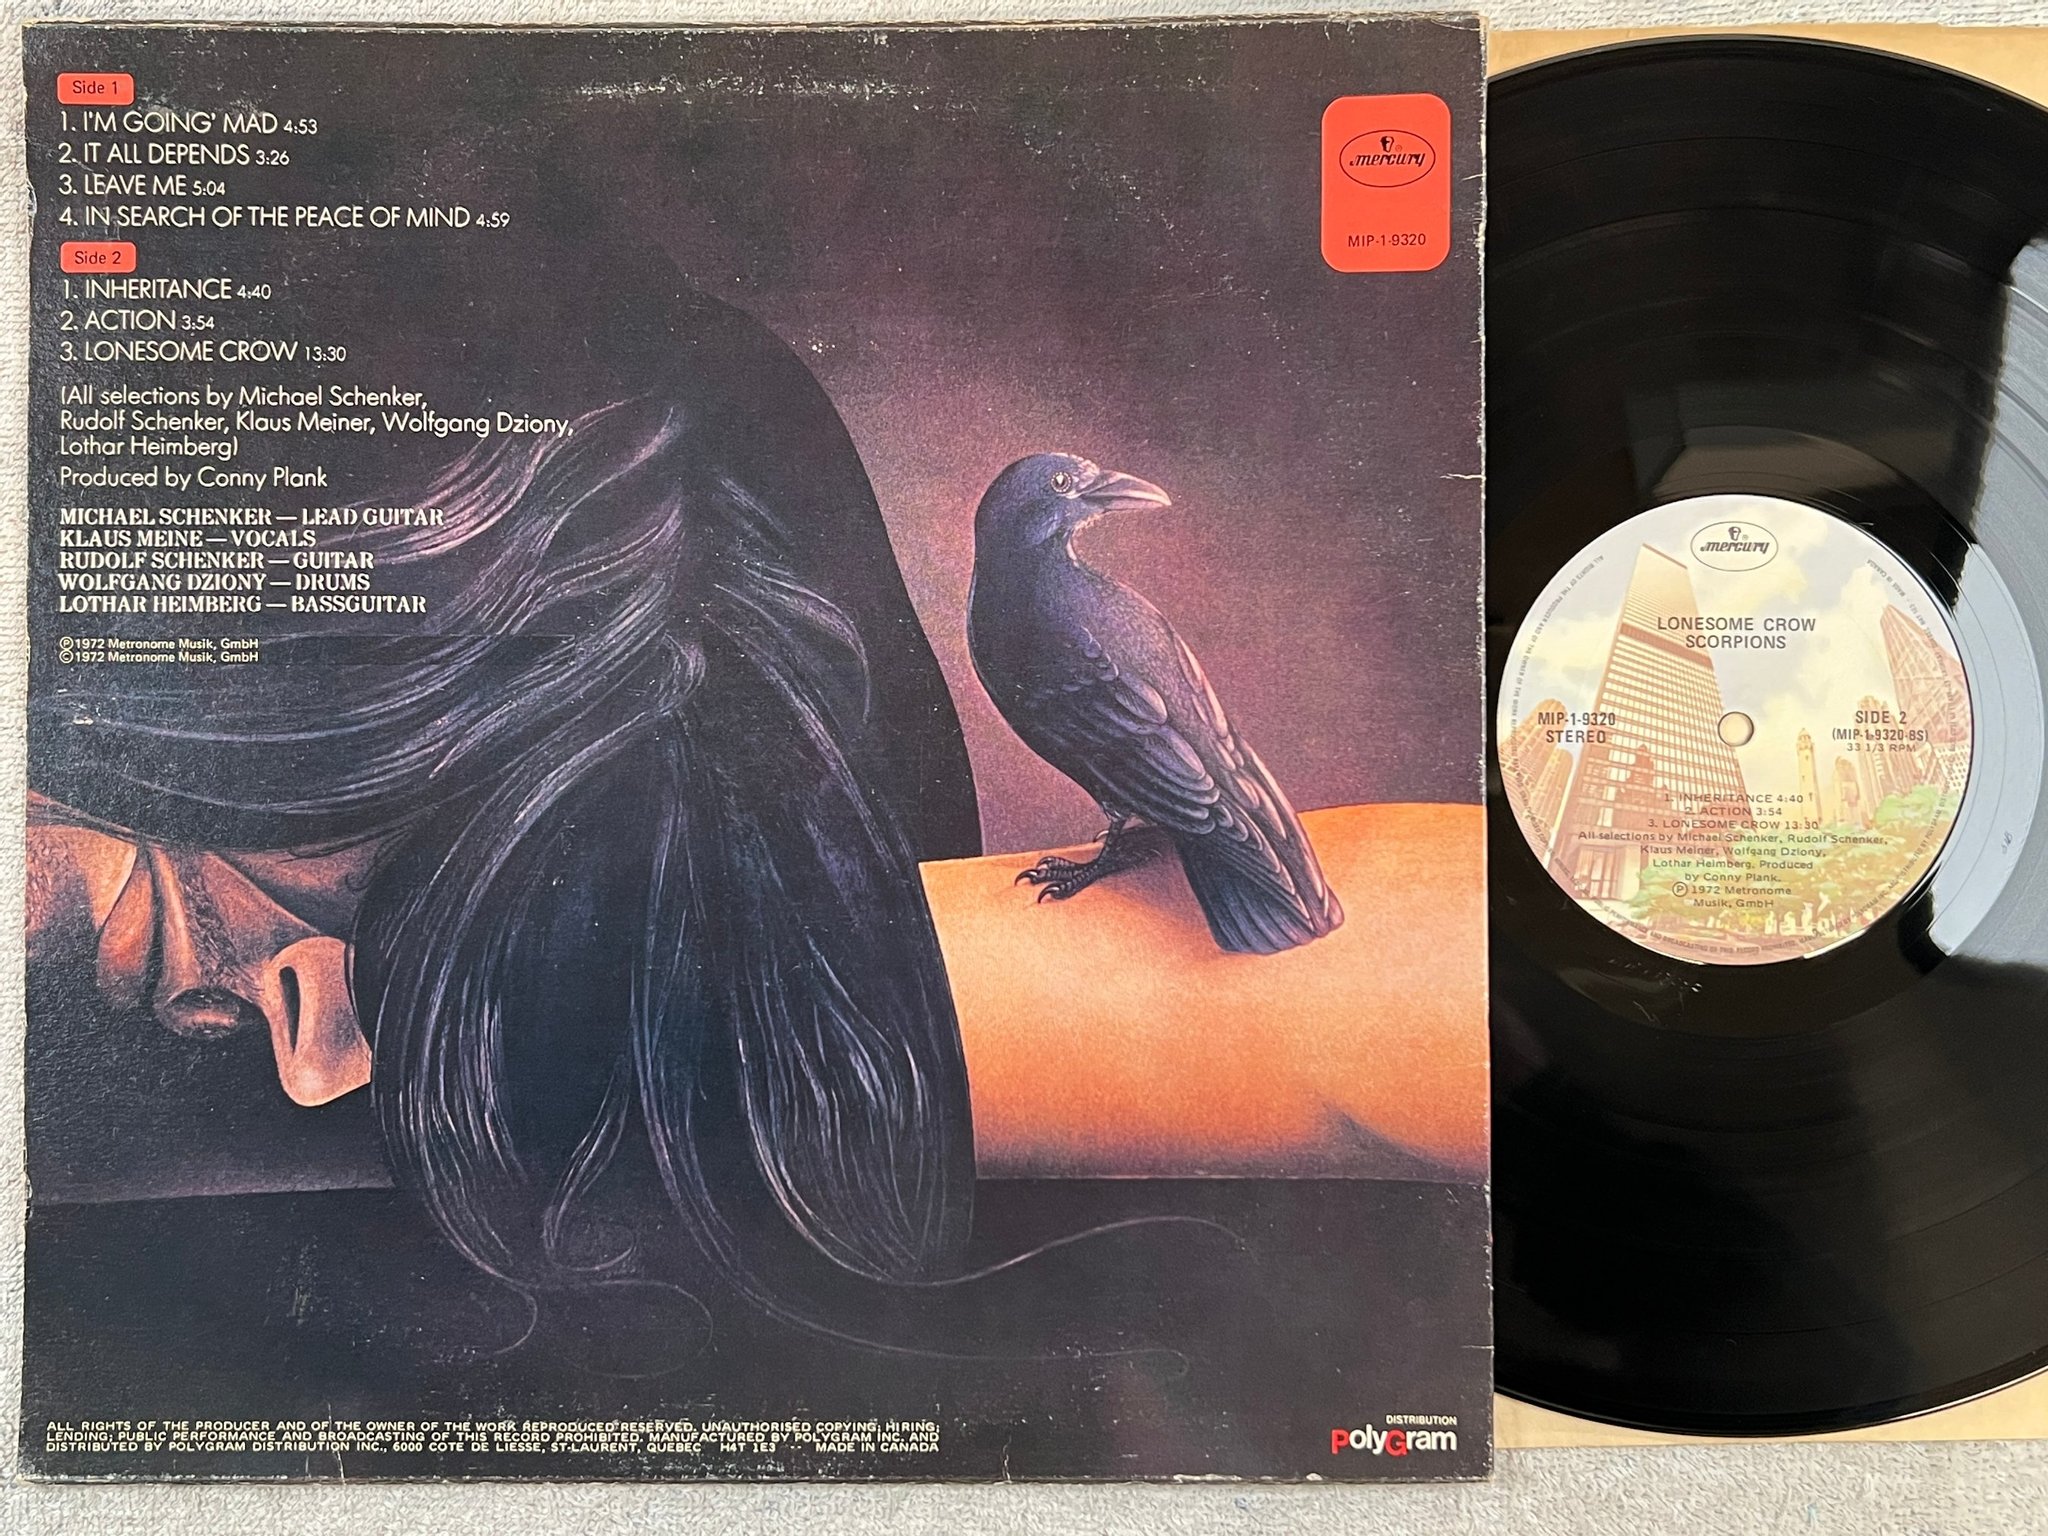 Side 1
1. I'M GOING' MAD 4:53
2. IT ALL DEPENDS 3:26
3. LEAVE ME 5:04
4. IN SEARCH OF THE PEACE OF MIND 4:59
Side 2
1. INHERITANCE 4:40
2. ACTION 3:54
3. LONESOME CROW 13:30
(All selections by Michael Schenker,
Rudolf Schenker, Klaus Meiner, Wolfgang Dziony,
Lothar Heimberg)
Produced by Conny Plank
MICHAEL SCHENKER — LEAD GUITAR
KLAUS MEINE — VOCALS
RUDOLF SCHENKER — GUITAR
WOLFGANG DZIONY — DRUMS
LOTHAR HEIMBERG — BASSGUITAR
Ⓟ 1972 Metronome Musik, GmbH
© 1972 Metronome Musik, GmbH
mercury ®
MIP-1-9320
ALL RIGHTS OF THE PRODUCER AND OF THE OWNER OF THE WORK REPRODUCED RESERVED. UNAUTHORISED COPYING; HIRING;
LENDING; PUBLIC PERFORMANCE AND BROADCASTING OF THIS RECORD PROHIBITED. MANUFACTURED BY POLYGRAM INC. AND
DISTRIBUTED BY POLYGRAM DISTRIBUTION INC., 6000 COTE DE LIESSE, ST-LAURENT, QUEBEC H4T 1E3 -- MADE IN CANADA
DISTRIBUTION
PolyGram
mercury ®
LONESOME CROW
SCORPIONS
MIP-1-9320
STEREO
SIDE 2
(MIP-1-9320-BS)
33 1/3 RPM
1. INHERITANCE 4:40
2. ACTION 3:54
3. LONESOME CROW 13:30
All selections by Michael Schenker, Rudolf Schenker,
Klaus Meiner, Wolfgang Dziony,
Lothar Heimberg. Produced
by Conny Plank.
Ⓟ 1972 Metronome
Musik, GmbH
MADE IN CANADA